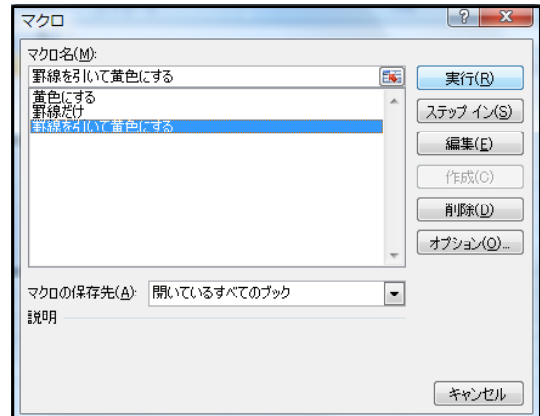 マクロ
マクロ名(M):
罫線を引いて黄色にする
黄色にする
罫線だけ
罫線を引いて黄色にする
実行(R)
ステップ イン(S)
編集(E)
作成(C)
削除(D)
オプション(O)...
マクロの保存先(A):
開いているすべてのブック
説明
キャンセル